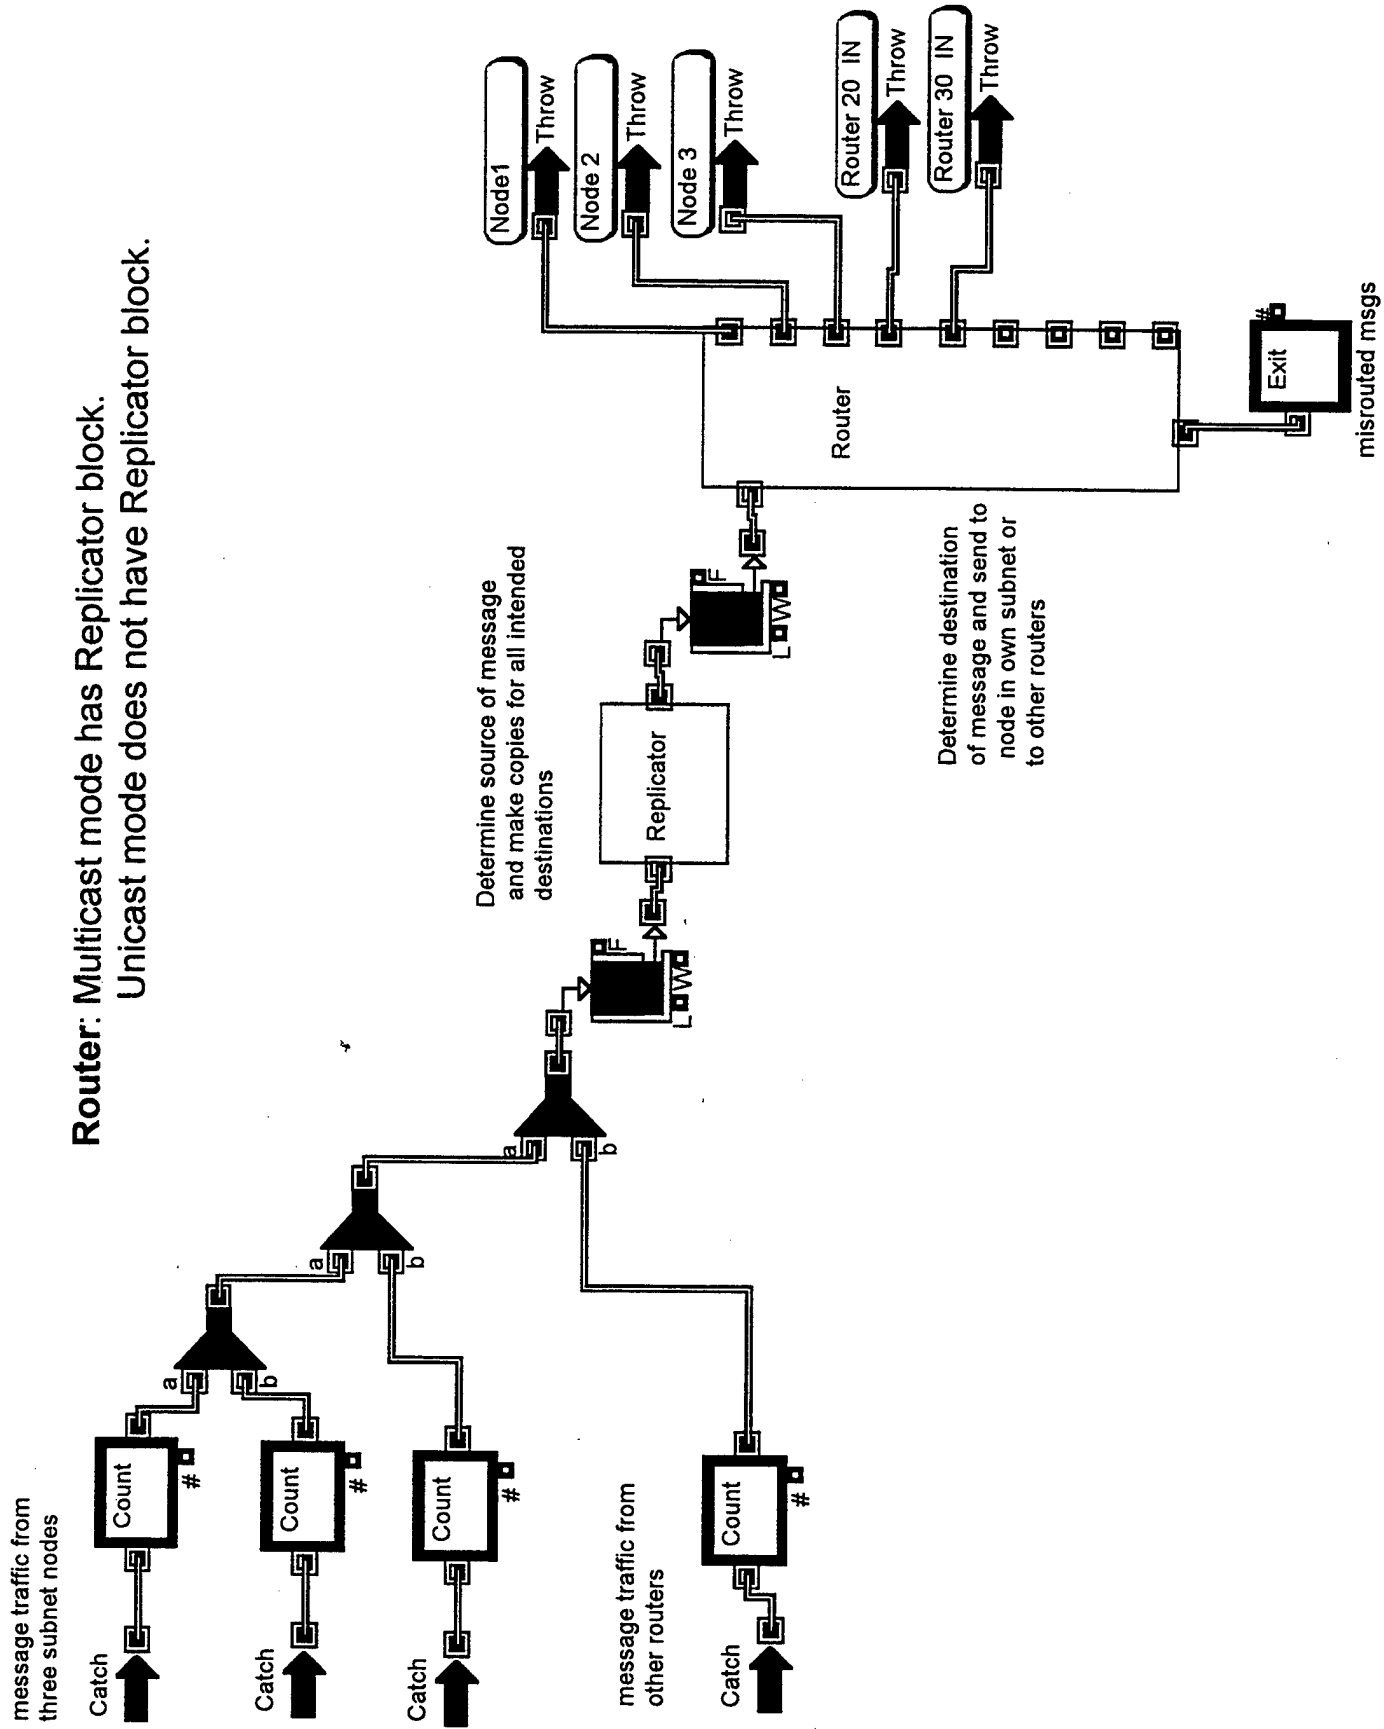 Router: Multicast mode has Replicator block.
Unicast mode does not have Replicator block.
message traffic from
three subnet nodes
Catch
Count
#
a
b
Catch
Count
#
a
b
Catch
Count
#
a
b
message traffic from
other routers
Catch
Count
#
F
L
W
Determine source of message
and make copies for all intended
destinations
Replicator
F
L
W
Determine destination
of message and send to
node in own subnet or
to other routers
Router
Node1
Throw
Node 2
Throw
Node 3
Throw
Router 20 IN
Throw
Router 30 IN
Throw
Exit
#
misrouted msgs